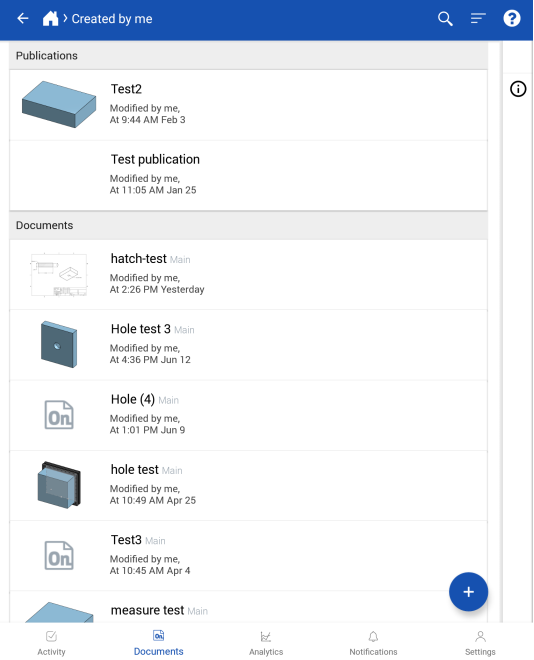 Created by me
Publications
Test2
Modified by me,
At 9:44 AM Feb 3
Test publication
Modified by me,
At 11:05 AM Jan 25
Documents
hatch-test Main
Modified by me,
At 2:26 PM Yesterday
Hole test 3 Main
Modified by me,
At 4:36 PM Jun 12
On
Hole (4) Main
Modified by me,
At 1:01 PM Jun 9
hole test Main
Modified by me,
At 10:49 AM Apr 25
On
Test3 Main
Modified by me,
At 10:45 AM Apr 4
measure test Main
Activity
Documents
Analytics
Notifications
Settings